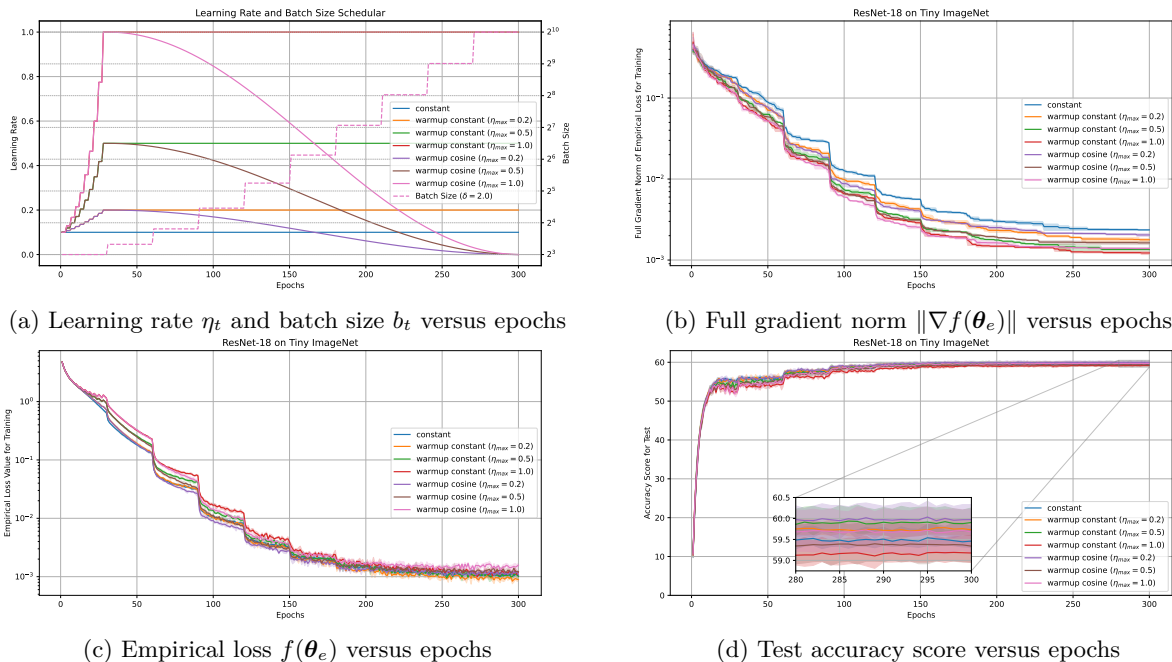 Learning Rate and Batch Size Schedular
1.0
0.8
0.6
0.4
0.2
0.0
Learning Rate
2^10
2^9
2^8
2^7
2^6
2^5
2^4
2^3
Batch Size
constant
warmup constant (η_max = 0.2)
warmup constant (η_max = 0.5)
warmup constant (η_max = 1.0)
warmup cosine (η_max = 0.2)
warmup cosine (η_max = 0.5)
warmup cosine (η_max = 1.0)
Batch Size (δ = 2.0)
0 50 100 150 200 250 300
Epochs
(a) Learning rate η_t and batch size b_t versus epochs
ResNet-18 on Tiny ImageNet
Full Gradient Norm of Empirical Loss for Training
10^−1
10^−2
10^−3
constant
warmup constant (η_max = 0.2)
warmup constant (η_max = 0.5)
warmup constant (η_max = 1.0)
warmup cosine (η_max = 0.2)
warmup cosine (η_max = 0.5)
warmup cosine (η_max = 1.0)
0 50 100 150 200 250 300
Epochs
(b) Full gradient norm ‖∇f(θ_e)‖ versus epochs
ResNet-18 on Tiny ImageNet
Empirical Loss Value for Training
10^0
10^−1
10^−2
10^−3
constant
warmup constant (η_max = 0.2)
warmup constant (η_max = 0.5)
warmup constant (η_max = 1.0)
warmup cosine (η_max = 0.2)
warmup cosine (η_max = 0.5)
warmup cosine (η_max = 1.0)
0 50 100 150 200 250 300
Epochs
(c) Empirical loss f(θ_e) versus epochs
ResNet-18 on Tiny ImageNet
Accuracy Score for Test
60
50
40
30
20
10
0
60.5
60.0
59.5
59.0
280 285 290 295 300
constant
warmup constant (η_max = 0.2)
warmup constant (η_max = 0.5)
warmup constant (η_max = 1.0)
warmup cosine (η_max = 0.2)
warmup cosine (η_max = 0.5)
warmup cosine (η_max = 1.0)
0 50 100 150 200 250 300
Epochs
(d) Test accuracy score versus epochs